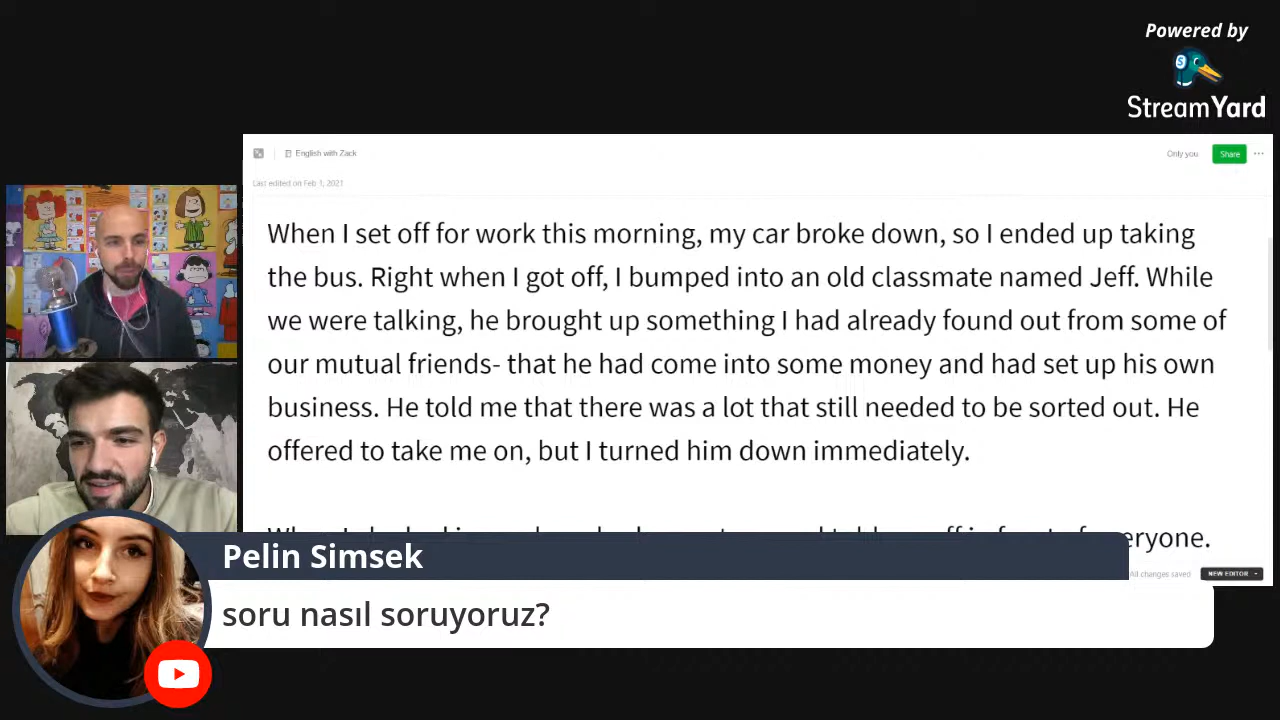 Powered by
StreamYard
English with Zack
Only you
Share
Last edited on Feb 1, 2021
When I set off for work this morning, my car broke down, so I ended up taking
the bus. Right when I got off, I bumped into an old classmate named Jeff. While
we were talking, he brought up something I had already found out from some of
our mutual friends- that he had come into some money and had set up his own
business. He told me that there was a lot that still needed to be sorted out. He
offered to take me on, but I turned him down immediately.
All changes saved
NEW EDITOR
Pelin Simsek
soru nasıl soruyoruz?